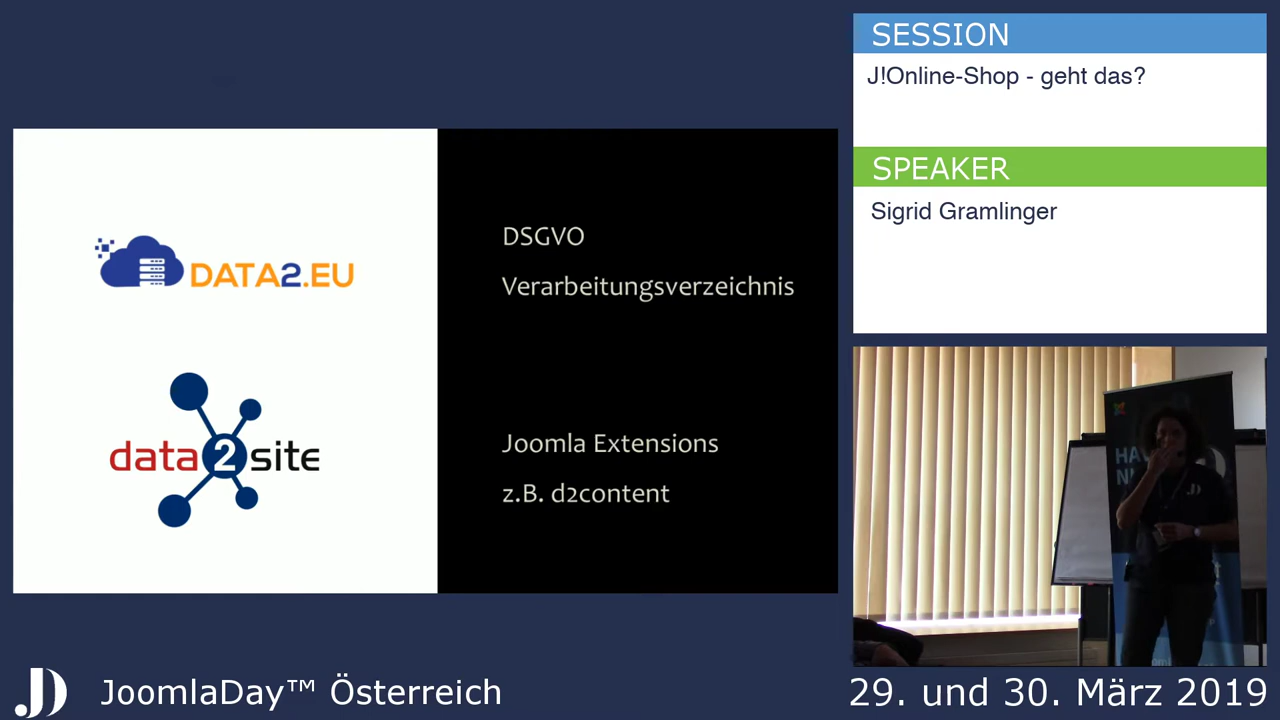 SESSION
J!Online-Shop - geht das?
SPEAKER
Sigrid Gramlinger
DATA2.EU
DSGVO
Verarbeitungsverzeichnis
data2site
Joomla Extensions
z.B. d2content
JoomlaDay™ Österreich
29. und 30. März 2019